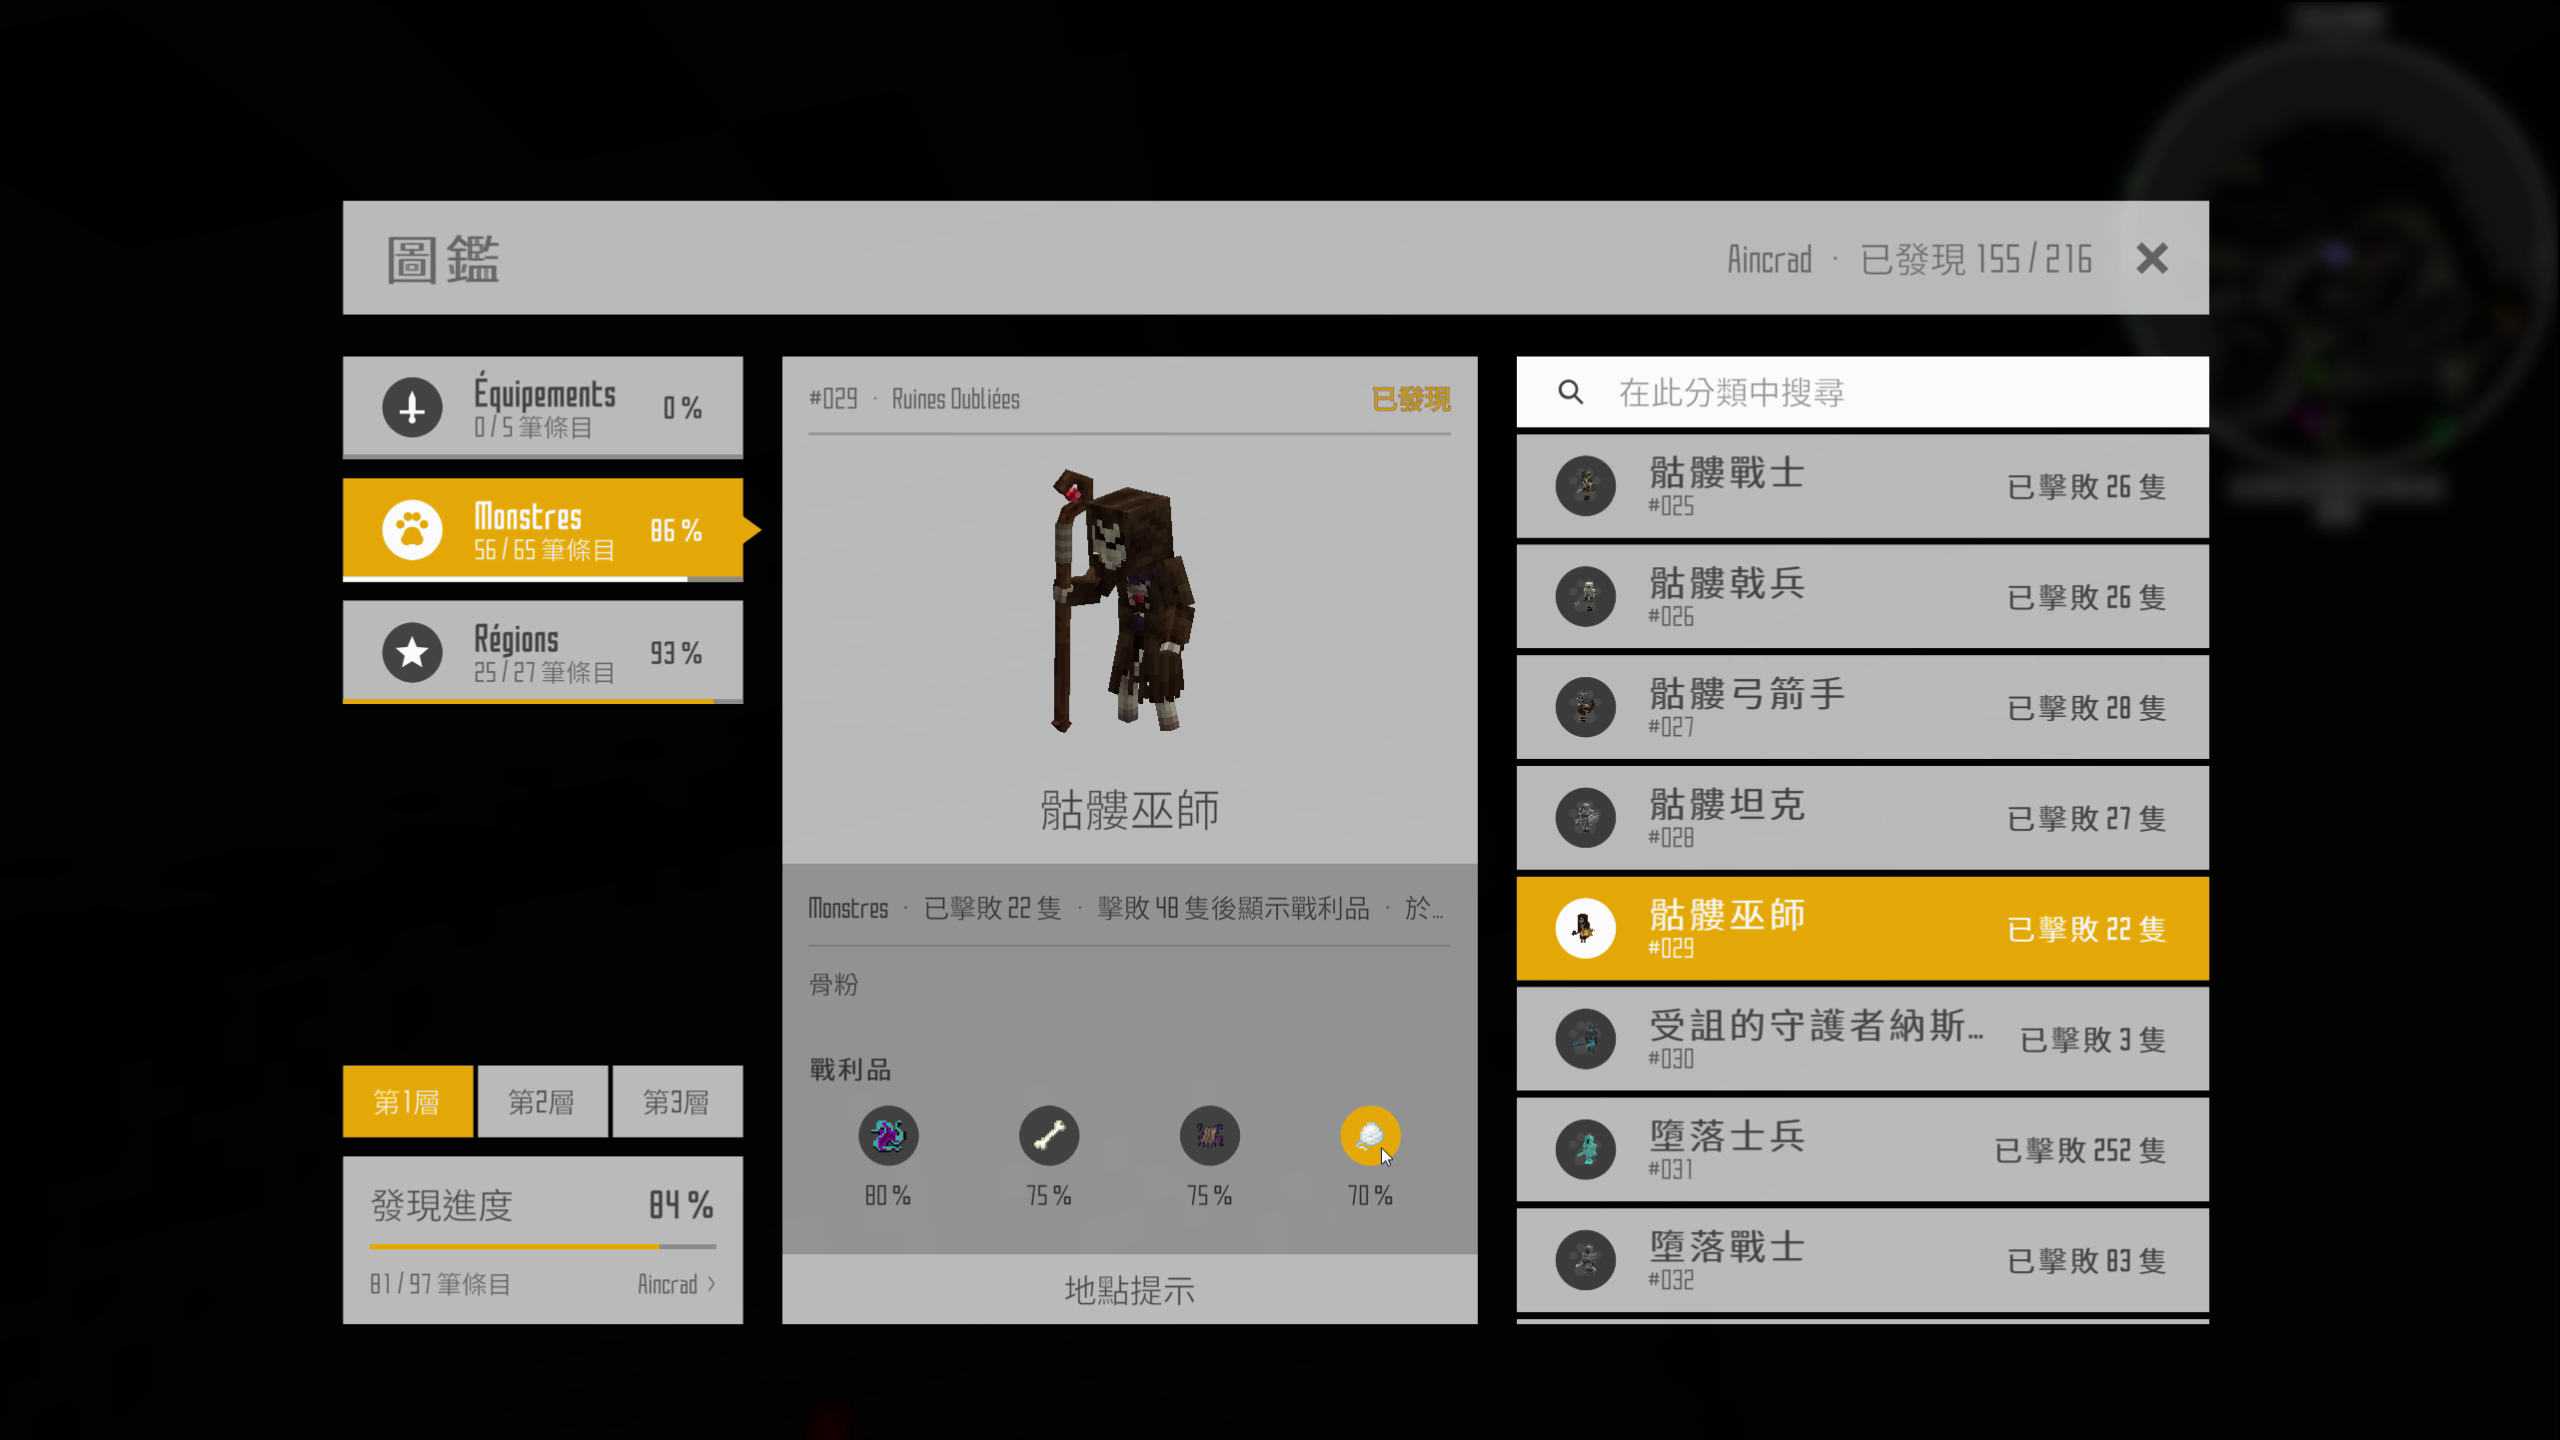 圖鑑
Aincrad · 已發現 155 / 216
Équipements
0 / 5 筆條目
0 %
Monstres
56 / 65 筆條目
86 %
Régions
25 / 27 筆條目
93 %
第1層
第2層
第3層
發現進度
84 %
81 / 97 筆條目
Aincrad >
#029 · Ruines Oubliées
已發現
骷髏巫師
Monstres · 已擊敗 22 隻 · 擊敗 48 隻後顯示戰利品 · 於...
骨粉
戰利品
80 %
75 %
75 %
70 %
地點提示
在此分類中搜尋
骷髏戰士
#025
已擊敗 26 隻
骷髏戟兵
#026
已擊敗 26 隻
骷髏弓箭手
#027
已擊敗 28 隻
骷髏坦克
#028
已擊敗 27 隻
骷髏巫師
#029
已擊敗 22 隻
受詛的守護者納斯...
#030
已擊敗 3 隻
墮落士兵
#031
已擊敗 252 隻
墮落戰士
#032
已擊敗 83 隻